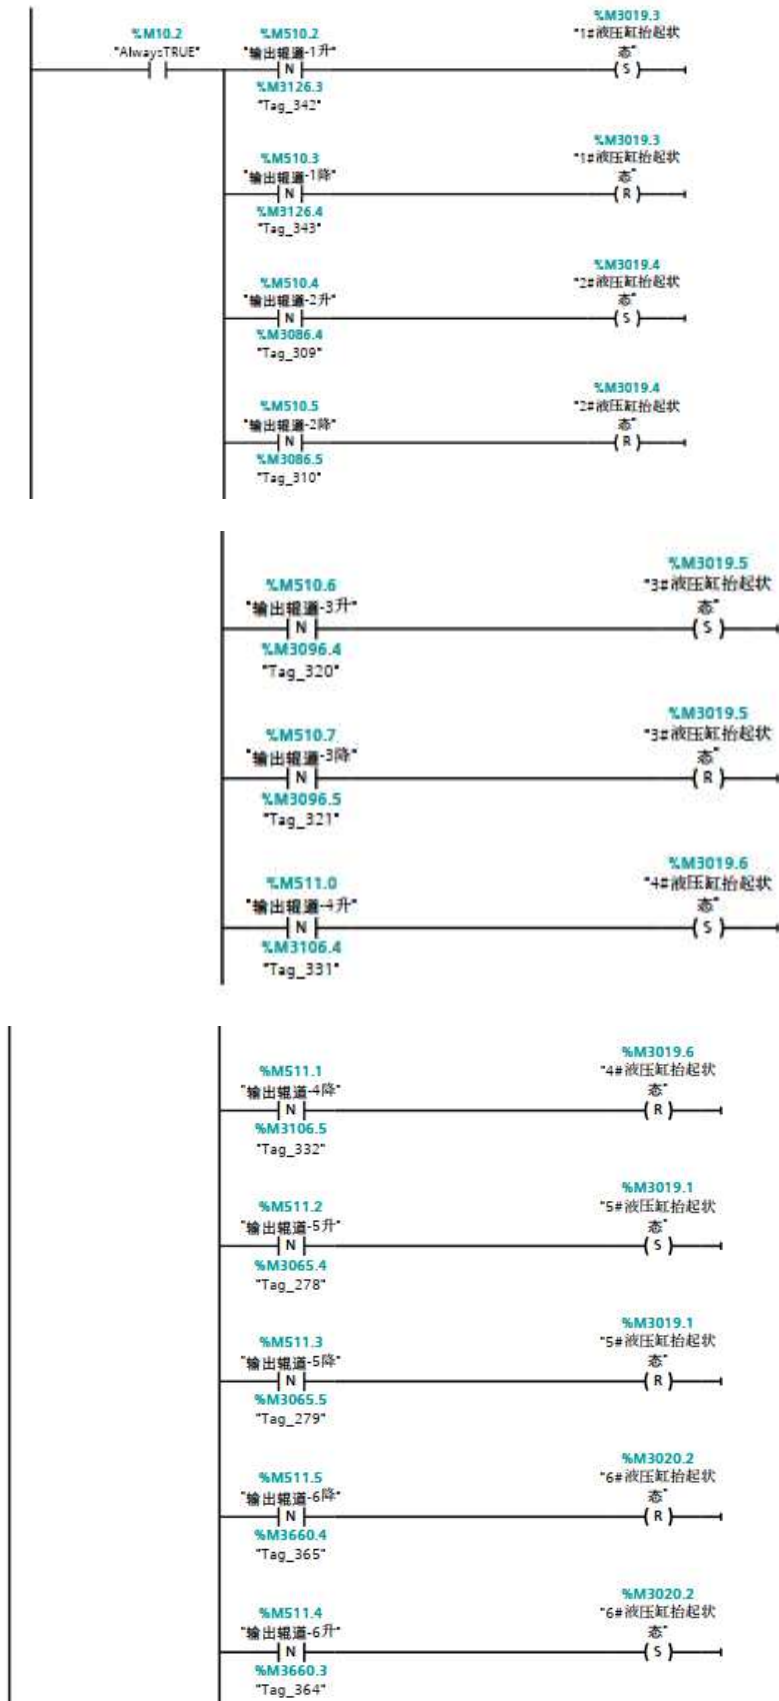 %M10.2
"AlwaysTRUE"
%M510.2
"输出辊道-1升"
N
%M3126.3
"Tag_342"
%M3019.3
"1#液压缸抬起状
态"
S
%M510.3
"输出辊道-1降"
N
%M3126.4
"Tag_343"
%M3019.3
"1#液压缸抬起状
态"
R
%M510.4
"输出辊道-2升"
N
%M3086.4
"Tag_309"
%M3019.4
"2#液压缸抬起状
态"
S
%M510.5
"输出辊道-2降"
N
%M3086.5
"Tag_310"
%M3019.4
"2#液压缸抬起状
态"
R
%M510.6
"输出辊道-3升"
N
%M3096.4
"Tag_320"
%M3019.5
"3#液压缸抬起状
态"
S
%M510.7
"输出辊道-3降"
N
%M3096.5
"Tag_321"
%M3019.5
"3#液压缸抬起状
态"
R
%M511.0
"输出辊道-4升"
N
%M3106.4
"Tag_331"
%M3019.6
"4#液压缸抬起状
态"
S
%M511.1
"输出辊道-4降"
N
%M3106.5
"Tag_332"
%M3019.6
"4#液压缸抬起状
态"
R
%M511.2
"输出辊道-5升"
N
%M3065.4
"Tag_278"
%M3019.1
"5#液压缸抬起状
态"
S
%M511.3
"输出辊道-5降"
N
%M3065.5
"Tag_279"
%M3019.1
"5#液压缸抬起状
态"
R
%M511.5
"输出辊道-6降"
N
%M3660.4
"Tag_365"
%M3020.2
"6#液压缸抬起状
态"
R
%M511.4
"输出辊道-6升"
N
%M3660.3
"Tag_364"
%M3020.2
"6#液压缸抬起状
态"
S